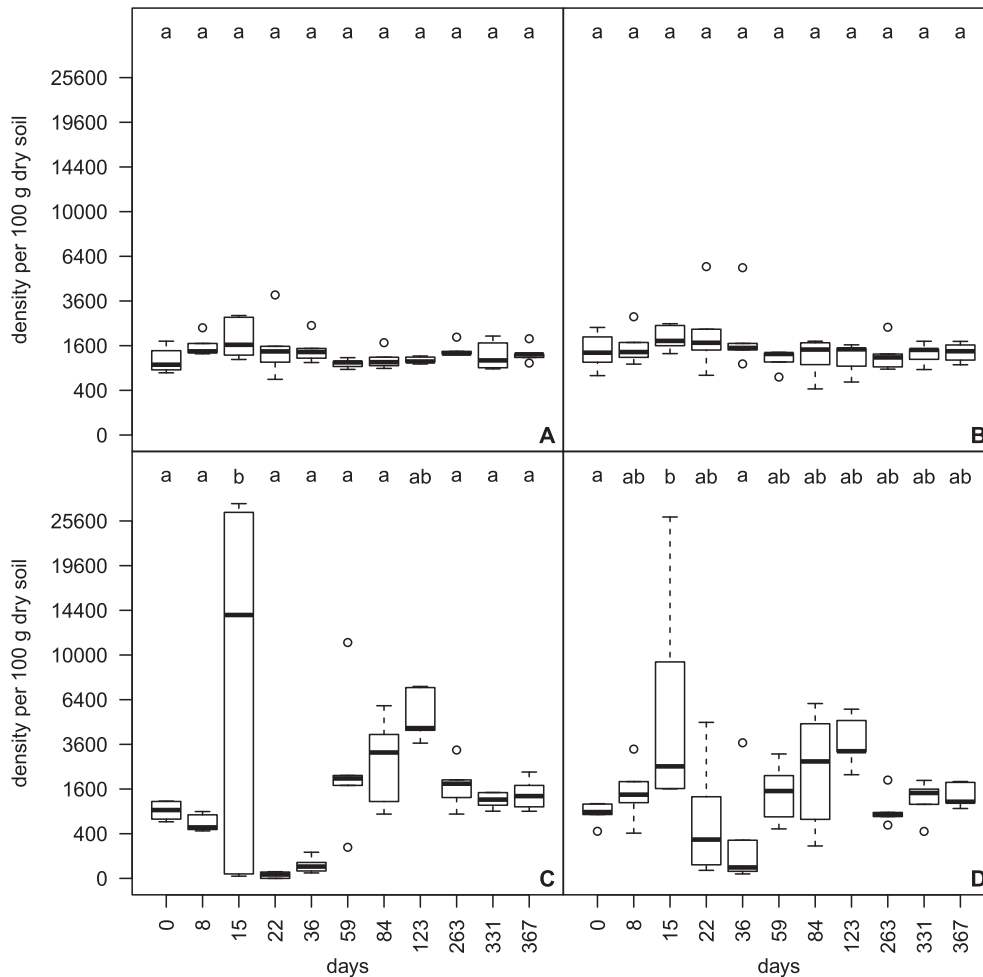 a a a a a a a a a a a
a a a a a a a a a a a
density per 100 g dry soil
25600
19600
14400
10000
6400
3600
1600
400
0
A
B
a a b a a a a ab a a a
a ab b ab a ab ab ab ab ab ab
density per 100 g dry soil
25600
19600
14400
10000
6400
3600
1600
400
0
C
D
0 8 15 22 36 59 84 123 263 331 367
0 8 15 22 36 59 84 123 263 331 367
days
days